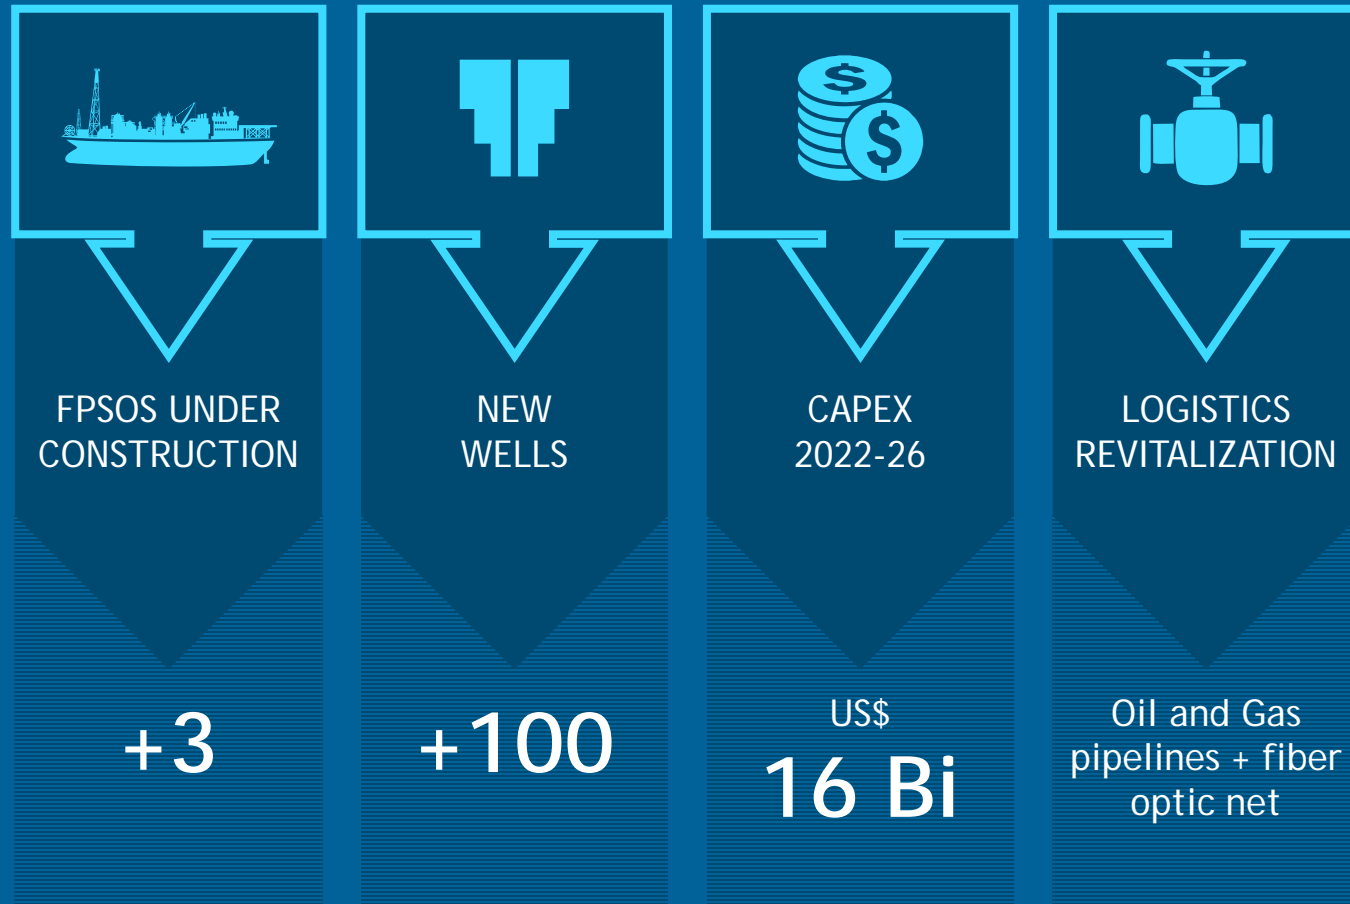 FPSOS UNDER
CONSTRUCTION
+3
NEW
WELLS
+100
CAPEX
2022-26
US$
16 Bi
LOGISTICS
REVITALIZATION
Oil and Gas
pipelines + fiber
optic net